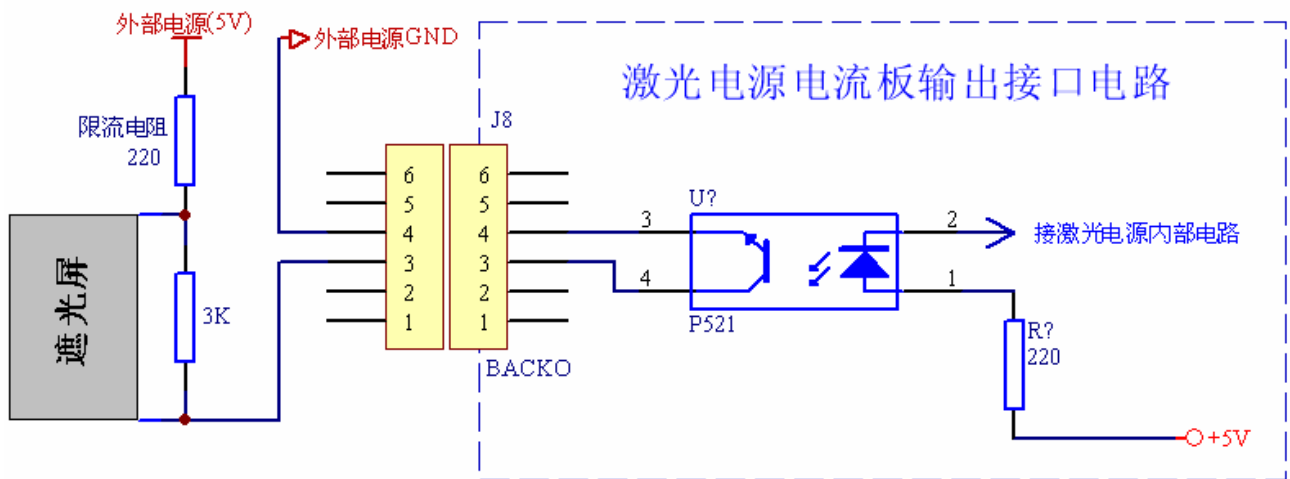 外部电源(5V)
外部电源GND
激光电源电流板输出接口电路
限流电阻
220
J8
6
5
4
3
2
1
6
5
4
3
2
1
BACKO
遮光屏
3K
U?
3
4
2
1
P521
接激光电源内部电路
R?
220
+5V